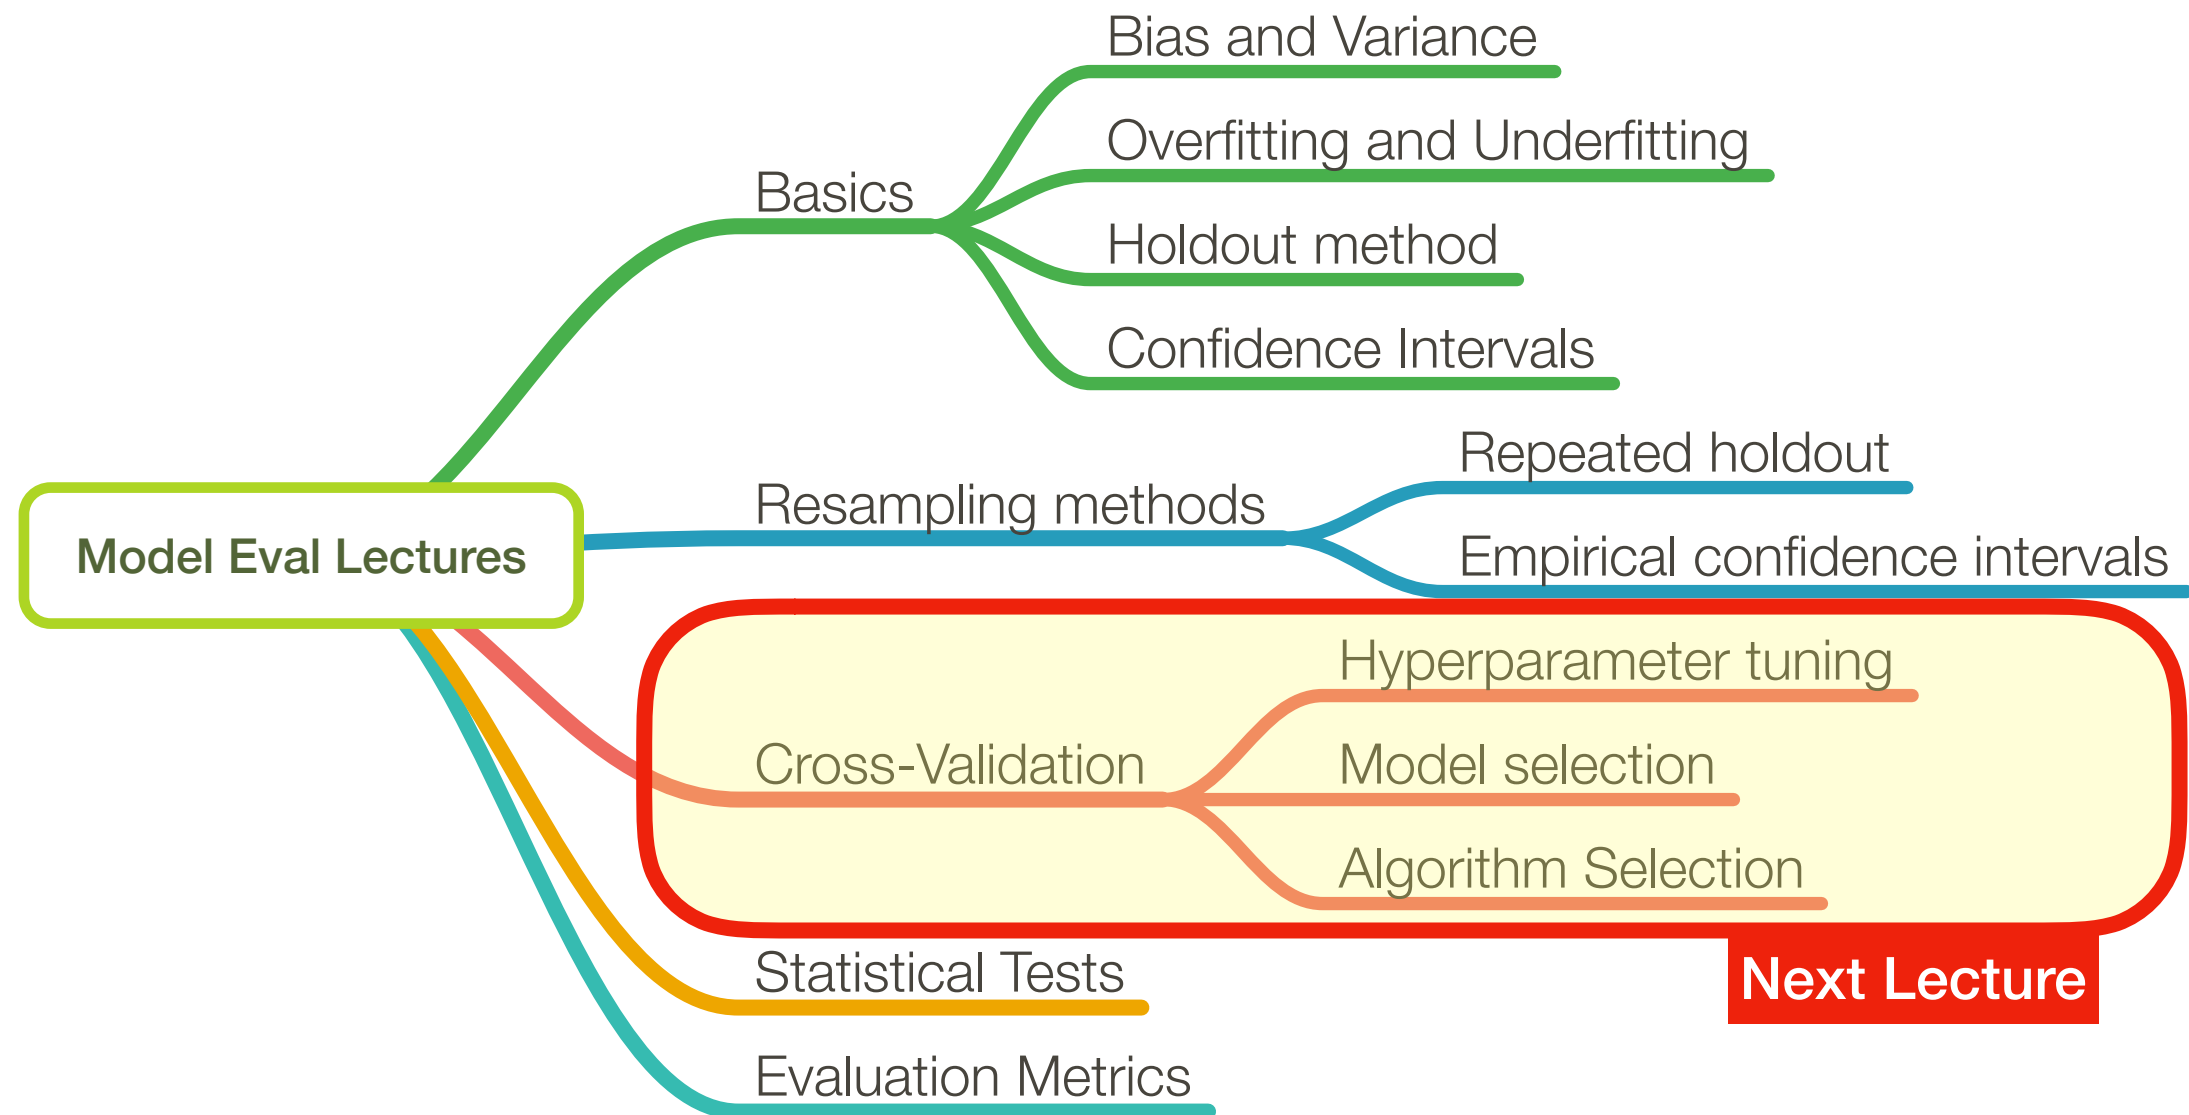 Bias and Variance
Overfitting and Underfitting
Basics
Holdout method
Confidence Intervals
Repeated holdout
Resampling methods
Empirical confidence intervals
Model Eval Lectures
Hyperparameter tuning
Cross-Validation
Model selection
Algorithm Selection
Statistical Tests
Next Lecture
Evaluation Metrics